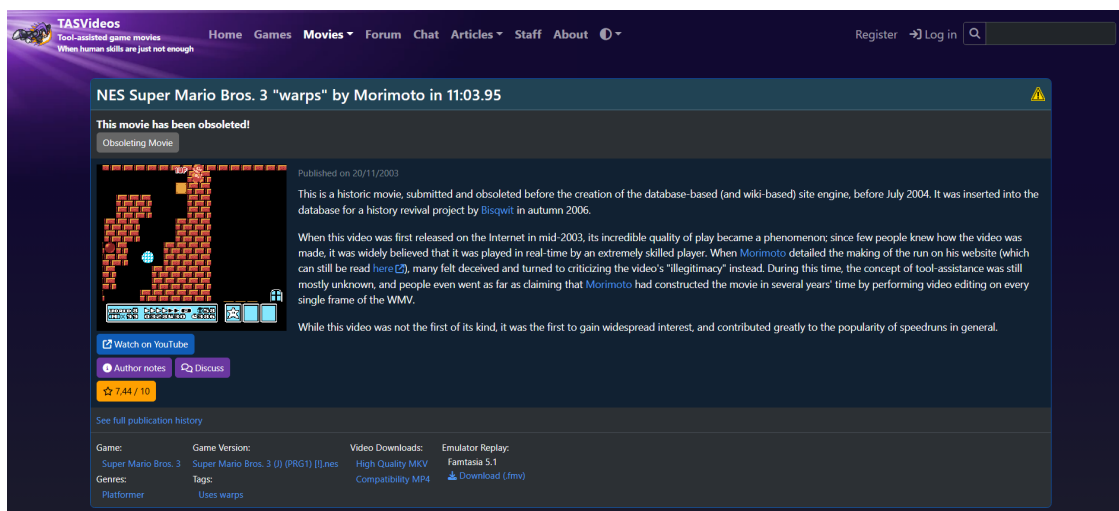 TASVideos
Tool-assisted game movies
When human skills are just not enough
Home Games Movies Forum Chat Articles Staff About
Register Log in
NES Super Mario Bros. 3 "warps" by Morimoto in 11:03.95
This movie has been obsoleted!
Obsoleting Movie
Published on 20/11/2003
This is a historic movie, submitted and obsoleted before the creation of the database-based (and wiki-based) site engine, before July 2004. It was inserted into the
database for a history revival project by Bisqwit in autumn 2006.
When this video was first released on the Internet in mid-2003, its incredible quality of play became a phenomenon; since few people knew how the video was
made, it was widely believed that it was played in real-time by an extremely skilled player. When Morimoto detailed the making of the run on his website (which
can still be read here), many felt deceived and turned to criticizing the video's "illegitimacy" instead. During this time, the concept of tool-assistance was still
mostly unknown, and people even went as far as claiming that Morimoto had constructed the movie in several years' time by performing video editing on every
single frame of the WMV.
While this video was not the first of its kind, it was the first to gain widespread interest, and contributed greatly to the popularity of speedruns in general.
Watch on YouTube
Author notes Discuss
7,44 / 10
See full publication history
Game: Game Version: Video Downloads: Emulator Replay:
Super Mario Bros. 3 Super Mario Bros. 3 (J) (PRG1) [!].nes High Quality MKV Famtasia 5.1
Genres: Tags: Compatibility MP4 Download (.fmv)
Platformer Uses warps